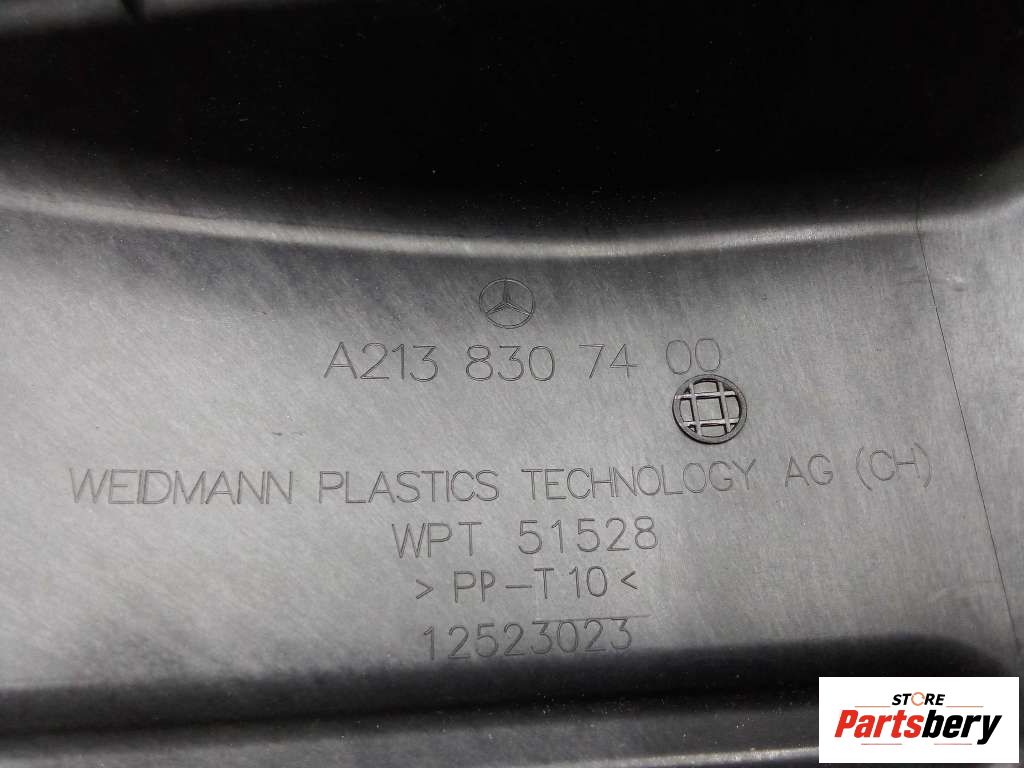 A213 830 74 00
WEIDMANN PLASTICS TECHNOLOGY AG (CH)
WPT 51528
> PP-T10 <
12523023
STORE
Partsbery